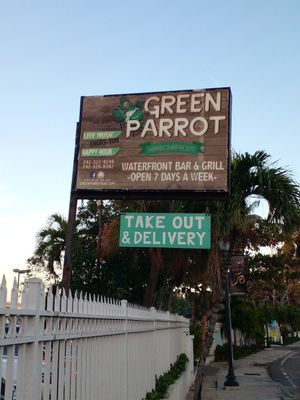 GREEN
PARROT
HARBOURFRONT
LIVE MUSIC
HAPPY HOUR
WATERFRONT BAR & GRILL
-OPEN 7 DAYS A WEEK-
TAKE OUT
& DELIVERY